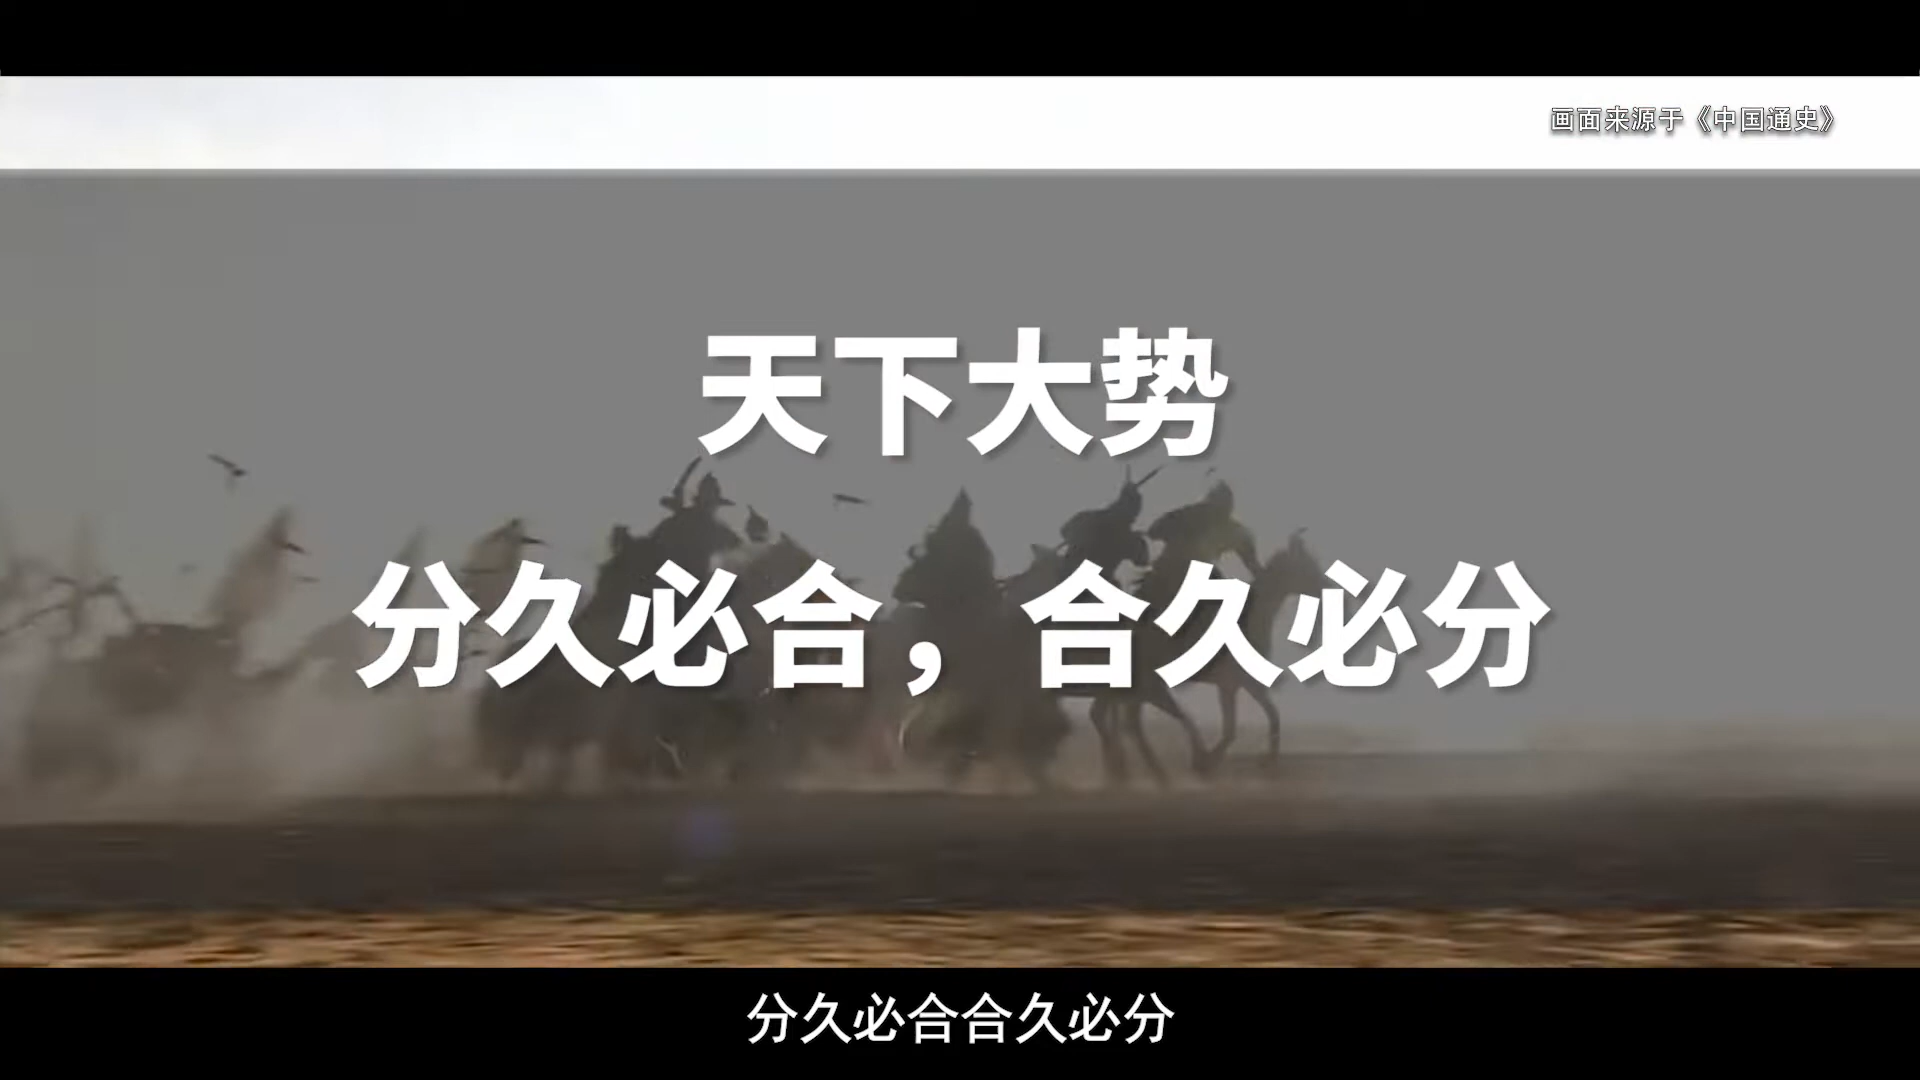 画面来源于《中国通史》
天下大势
分久必合，合久必分
分久必合合久必分